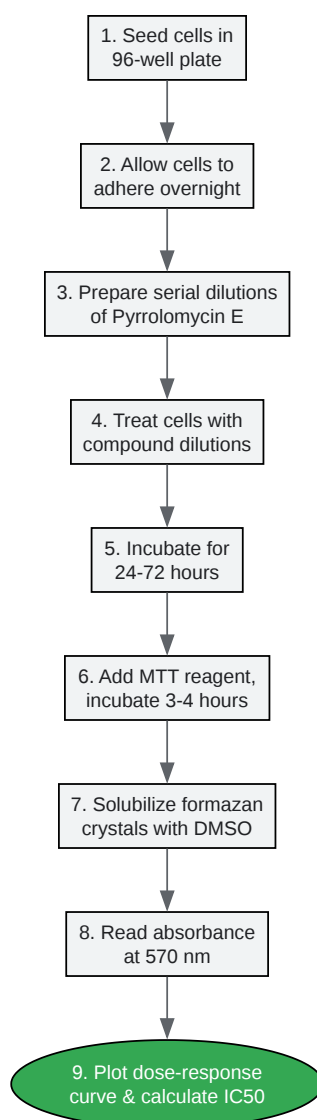 1. Seed cells in
96-well plate
2. Allow cells to
adhere overnight
3. Prepare serial dilutions
of Pyrrolomycin E
4. Treat cells with
compound dilutions
5. Incubate for
24-72 hours
6. Add MTT reagent,
incubate 3-4 hours
7. Solubilize formazan
crystals with DMSO
8. Read absorbance
at 570 nm
9. Plot dose-response
curve & calculate IC50